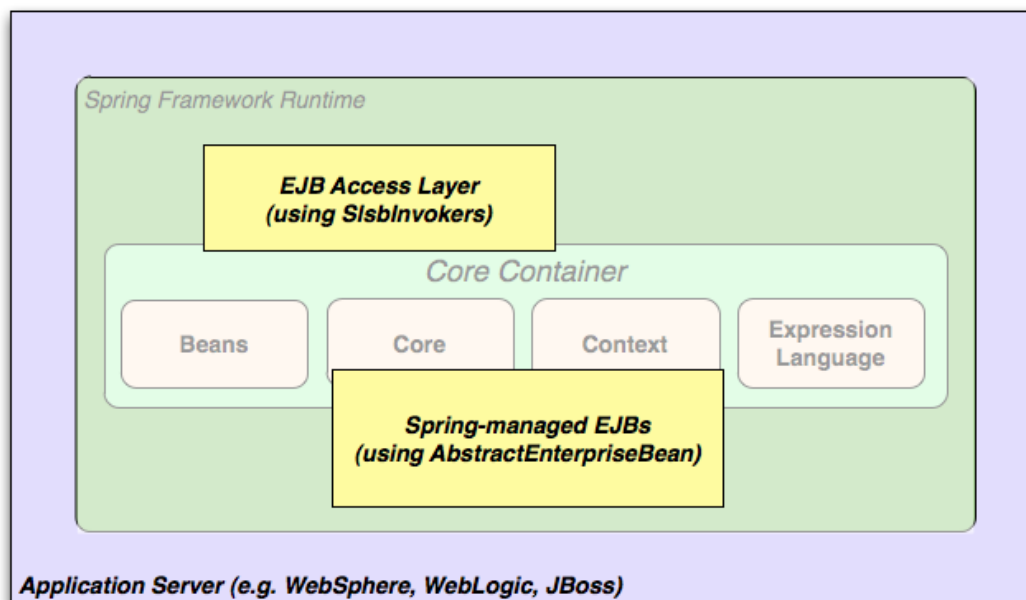 Spring Framework Runtime
EJB Access Layer
(using SlsbInvokers)
Core Container
Beans
Core
Context
Expression
Language
Spring-managed EJBs
(using AbstractEnterpriseBean)
Application Server (e.g. WebSphere, WebLogic, JBoss)